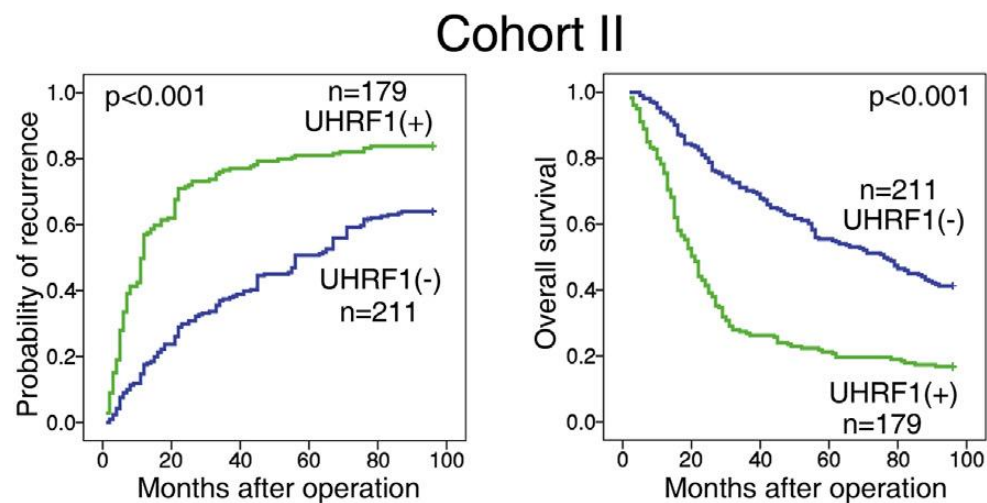 Cohort II
Probability of recurrence
1.0
0.8
0.6
0.4
0.2
0.0
p<0.001
n=179
UHRF1(+)
UHRF1(-)
n=211
0 20 40 60 80 100
Months after operation
Overall survival
1.0
0.8
0.6
0.4
0.2
0.0
p<0.001
n=211
UHRF1(-)
UHRF1(+)
n=179
0 20 40 60 80 100
Months after operation